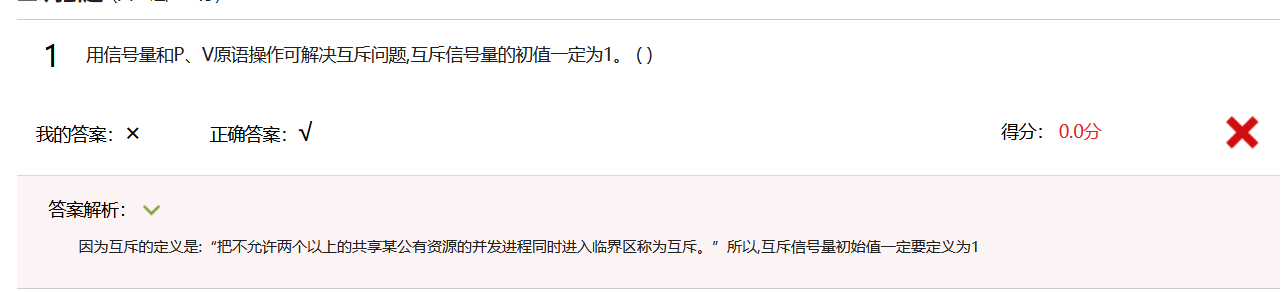 1 用信号量和P、V原语操作可解决互斥问题,互斥信号量的初值一定为1。 ( )
我的答案：× 正确答案：√ 得分： 0.0分
答案解析：
因为互斥的定义是:“把不允许两个以上的共享某公有资源的并发进程同时进入临界区称为互斥。”所以,互斥信号量初始值一定要定义为1